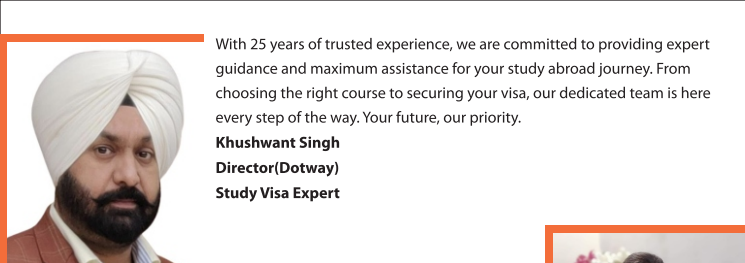 With 25 years of trusted experience, we are committed to providing expert
guidance and maximum assistance for your study abroad journey. From
choosing the right course to securing your visa, our dedicated team is here
every step of the way. Your future, our priority.
Khushwant Singh
Director(Dotway)
Study Visa Expert